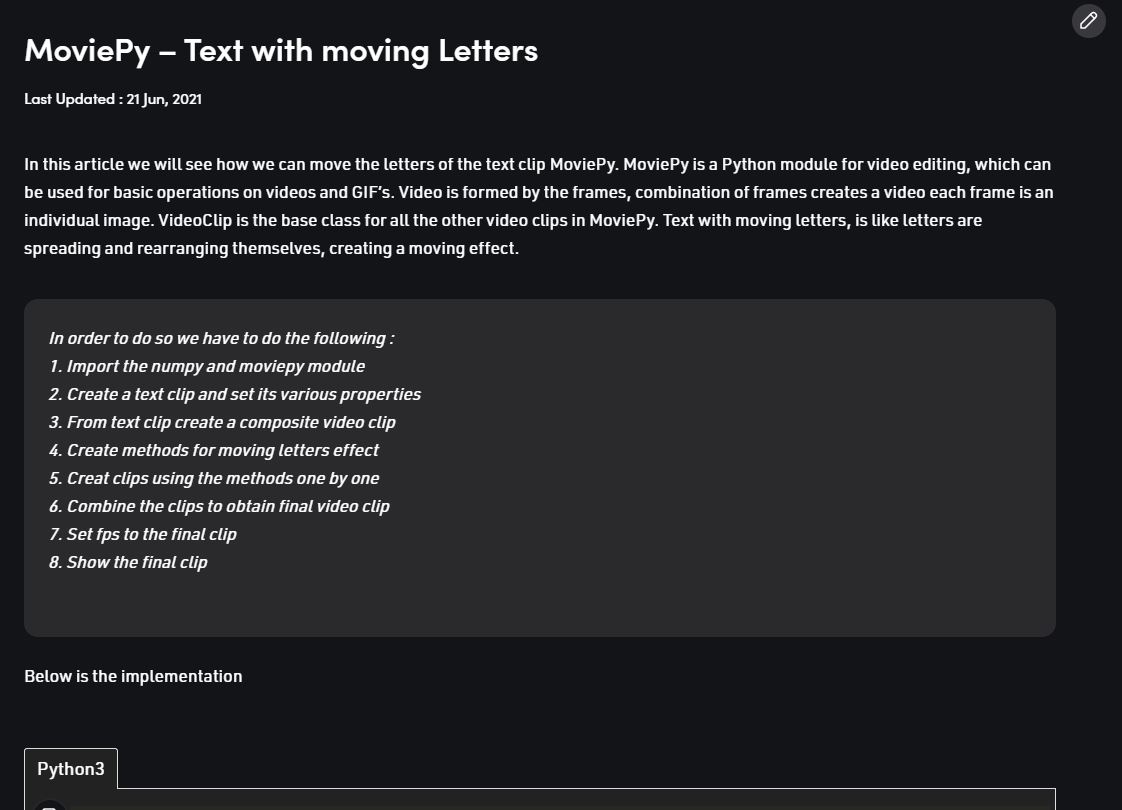 MoviePy – Text with moving Letters
Last Updated : 21 Jun, 2021
In this article we will see how we can move the letters of the text clip MoviePy. MoviePy is a Python module for video editing, which can
be used for basic operations on videos and GIF’s. Video is formed by the frames, combination of frames creates a video each frame is an
individual image. VideoClip is the base class for all the other video clips in MoviePy. Text with moving letters, is like letters are
spreading and rearranging themselves, creating a moving effect.
In order to do so we have to do the following :
1. Import the numpy and moviepy module
2. Create a text clip and set its various properties
3. From text clip create a composite video clip
4. Create methods for moving letters effect
5. Creat clips using the methods one by one
6. Combine the clips to obtain final video clip
7. Set fps to the final clip
8. Show the final clip
Below is the implementation
Python3